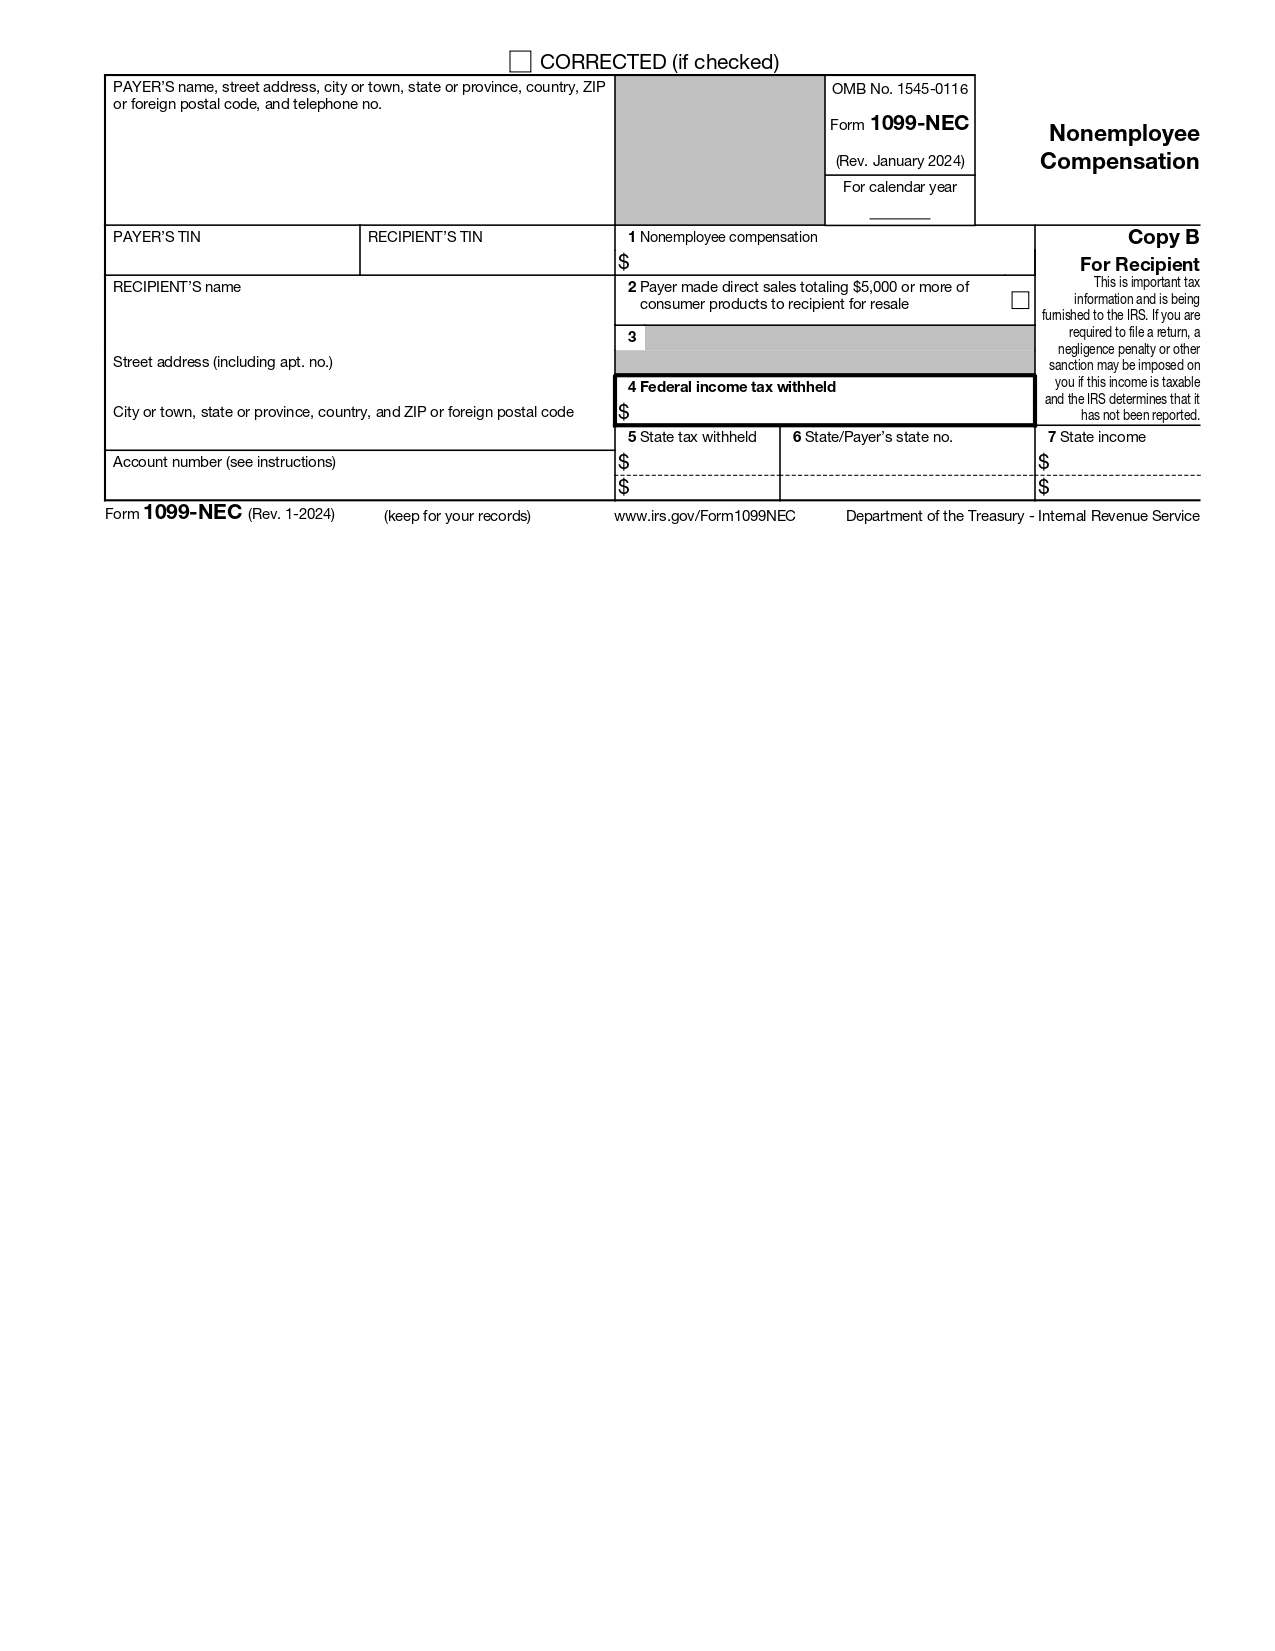 CORRECTED (if checked)
PAYER’S name, street address, city or town, state or province, country, ZIP
or foreign postal code, and telephone no.
OMB No. 1545-0116
Form 1099-NEC
(Rev. January 2024)
For calendar year
Nonemployee
Compensation
PAYER’S TIN
RECIPIENT’S TIN
1 Nonemployee compensation
$
Copy B
For Recipient
This is important tax
information and is being
furnished to the IRS. If you are
required to file a return, a
negligence penalty or other
sanction may be imposed on
you if this income is taxable
and the IRS determines that it
has not been reported.
RECIPIENT’S name
Street address (including apt. no.)
City or town, state or province, country, and ZIP or foreign postal code
2 Payer made direct sales totaling $5,000 or more of
consumer products to recipient for resale
3
4 Federal income tax withheld
$
Account number (see instructions)
5 State tax withheld
$
$
6 State/Payer’s state no.
7 State income
$
$
Form 1099-NEC (Rev. 1-2024)
(keep for your records)
www.irs.gov/Form1099NEC
Department of the Treasury - Internal Revenue Service